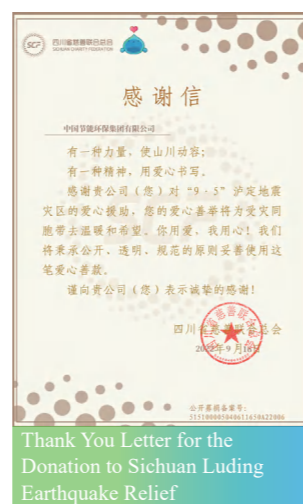 SCF
四川省慈善联合总会
SICHUAN CHARITY FEDERATION
感谢信
中国节能环保集团有限公司
有一种力量，使山川动容；
有一种精神，用爱心书写。
感谢贵公司（您）对“9·5”泸定地震
灾区的爱心援助，您的爱心善举将为受灾同
胞带去温暖和希望。你用爱，我用心！我们
将秉承公开、透明、规范的原则妥善使用这
笔爱心善款。
谨向贵公司（您）表示诚挚的感谢！
四川省慈善联合总会
2022年9月
公开募捐备案号：
Thank You Letter for the
Donation to Sichuan Luding
Earthquake Relief